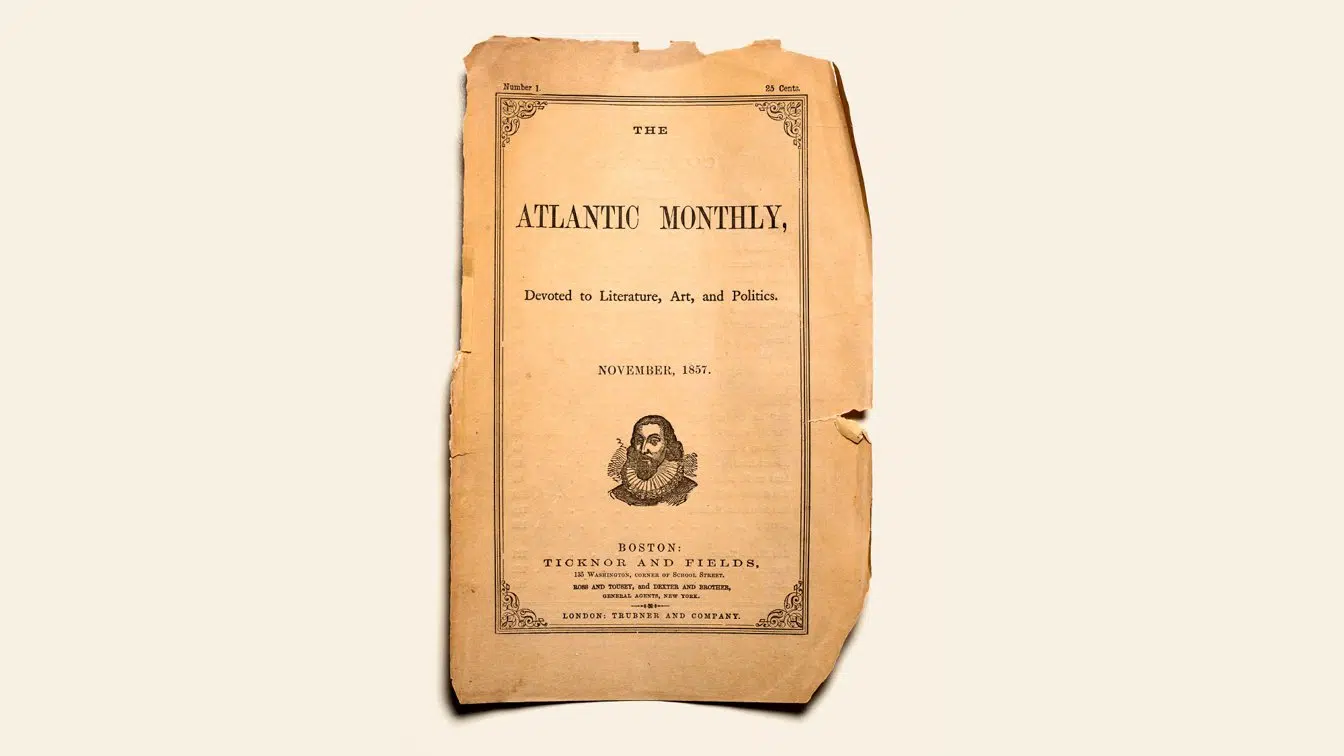 Number 1.
25 Cents.
THE
ATLANTIC MONTHLY,
Devoted to Literature, Art, and Politics.
NOVEMBER, 1857.
BOSTON:
TICKNOR AND FIELDS,
135 WASHINGTON, CORNER OF SCHOOL STREET.
ROSS AND TOUSEY, and DEXTER AND BROTHER,
GENERAL AGENTS, NEW YORK.
LONDON: TRUBNER AND COMPANY.